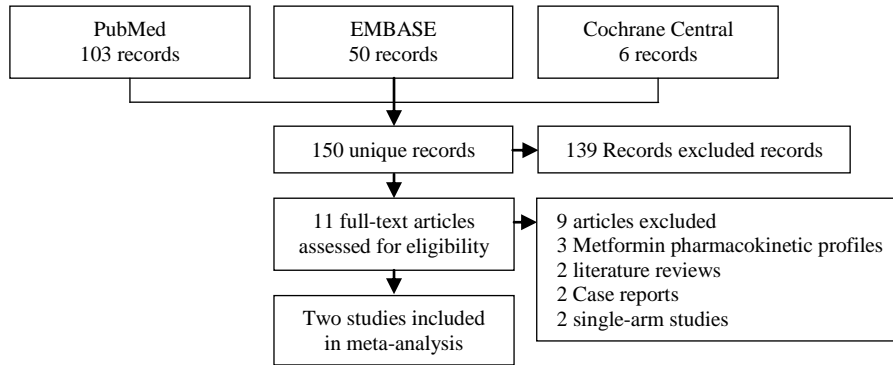 PubMed
103 records
EMBASE
50 records
Cochrane Central
6 records
150 unique records
139 Records excluded records
11 full-text articles
assessed for eligibility
9 articles excluded
3 Metformin pharmacokinetic profiles
2 literature reviews
2 Case reports
2 single-arm studies
Two studies included
in meta-analysis